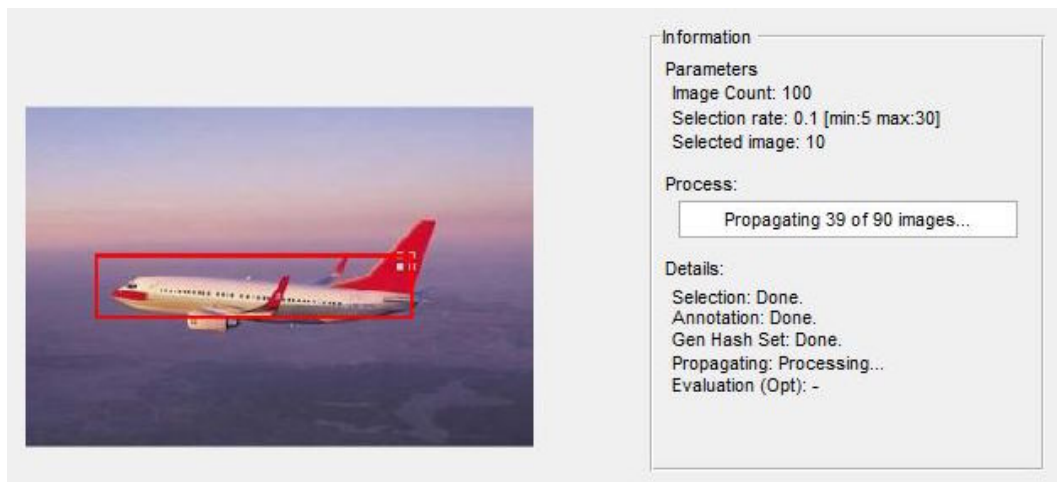 Information
Parameters
Image Count: 100
Selection rate: 0.1 [min:5 max:30]
Selected image: 10
Process:
Propagating 39 of 90 images...
Details:
Selection: Done.
Annotation: Done.
Gen Hash Set: Done.
Propagating: Processing...
Evaluation (Opt): -